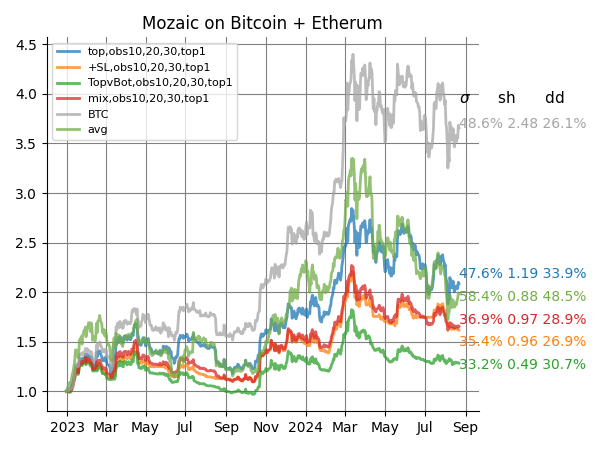 Mozaic on Bitcoin + Etherum
4.5
4.0
3.5
3.0
2.5
2.0
1.5
1.0
top,obs10,20,30,top1
+SL,obs10,20,30,top1
TopvBot,obs10,20,30,top1
mix,obs10,20,30,top1
BTC
avg
σ sh dd
48.6% 2.48 26.1%
47.6% 1.19 33.9%
58.4% 0.88 48.5%
36.9% 0.97 28.9%
35.4% 0.96 26.9%
33.2% 0.49 30.7%
2023 Mar May Jul Sep Nov 2024 Mar May Jul Sep